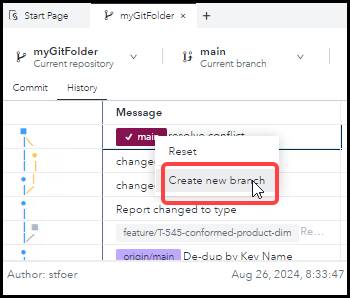 Start Page
myGitFolder
myGitFolder
Current repository
main
Current branch
Commit
History
Message
main resolve conflict
Reset
change
Create new branch
change
Report changed to type
feature/T-545-conformed-product-dim Re...
origin/main De-dup by Key Name
Author: stfoer
Aug 26, 2024, 8:33:47